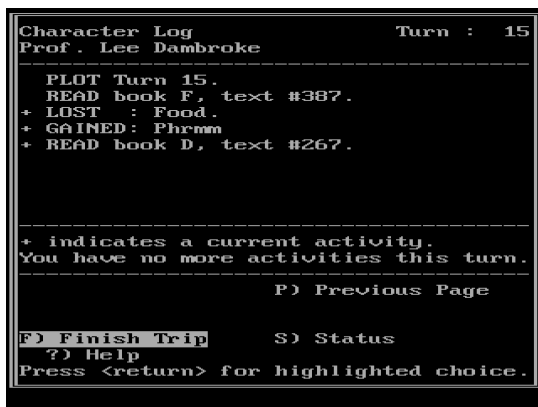 Character Log Turn : 15
Prof. Lee Dambroke
PLOT Turn 15.
READ book F, text #387.
+ LOST : Food.
+ GAINED: Phrmm
+ READ book D, text #267.
+ indicates a current activity.
You have no more activities this turn.
P) Previous Page
F) Finish Trip S) Status
?) Help
Press <return> for highlighted choice.